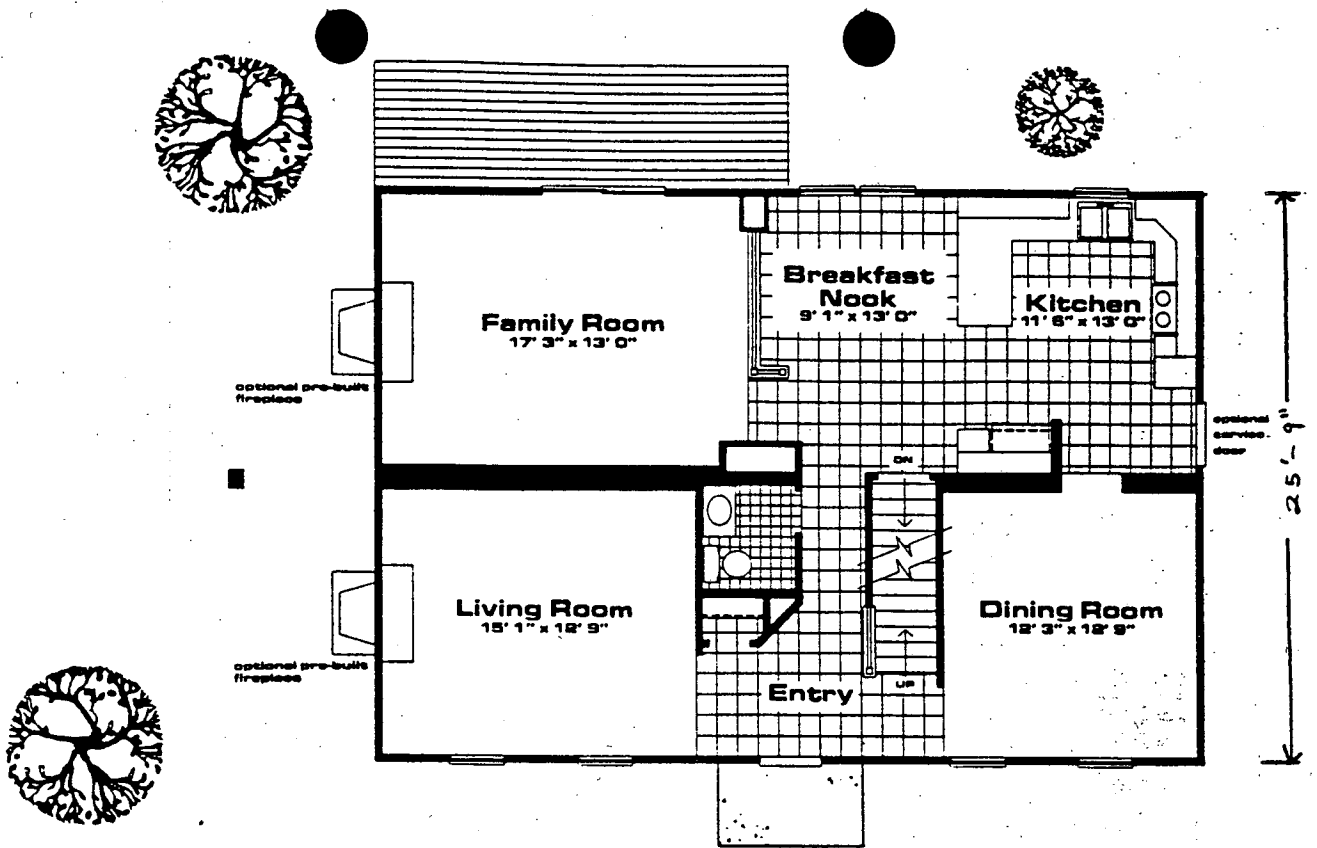 Family Room
17' 3" x 13' 0"
Breakfast
Nook
9' 1" x 13' 0"
Kitchen
11' 6" x 13' 0"
optional pre-built
fireplace
optional
service
door
25'-9"
DN
Living Room
15' 1" x 12' 9"
Dining Room
12' 3" x 12' 9"
optional pre-built
fireplace
UP
Entry